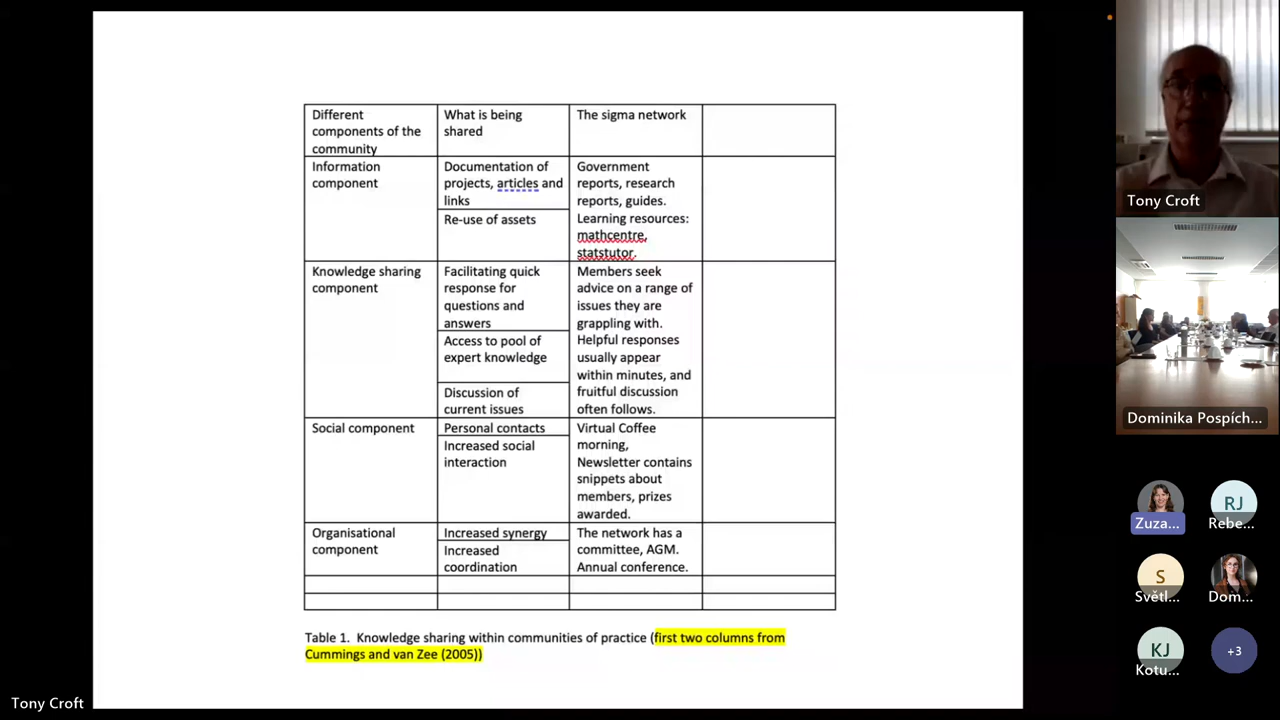 Different
components of the
community
What is being
shared
The sigma network
Information
component
Documentation of
projects, articles and
links
Re-use of assets
Government
reports, research
reports, guides.
Learning resources:
mathcentre,
statstutor.
Knowledge sharing
component
Facilitating quick
response for
questions and
answers
Access to pool of
expert knowledge
Discussion of
current issues
Members seek
advice on a range of
issues they are
grappling with.
Helpful responses
usually appear
within minutes, and
fruitful discussion
often follows.
Social component
Personal contacts
Increased social
interaction
Virtual Coffee
morning,
Newsletter contains
snippets about
members, prizes
awarded.
Organisational
component
Increased synergy
Increased
coordination
The network has a
committee, AGM.
Annual conference.
Table 1. Knowledge sharing within communities of practice (first two columns from
Cummings and van Zee (2005))
Tony Croft
Tony Croft
Dominika Pospích...
RJ
Zuza...
Rebe...
S
Světl...
Dom...
KJ
+3
Kotu...